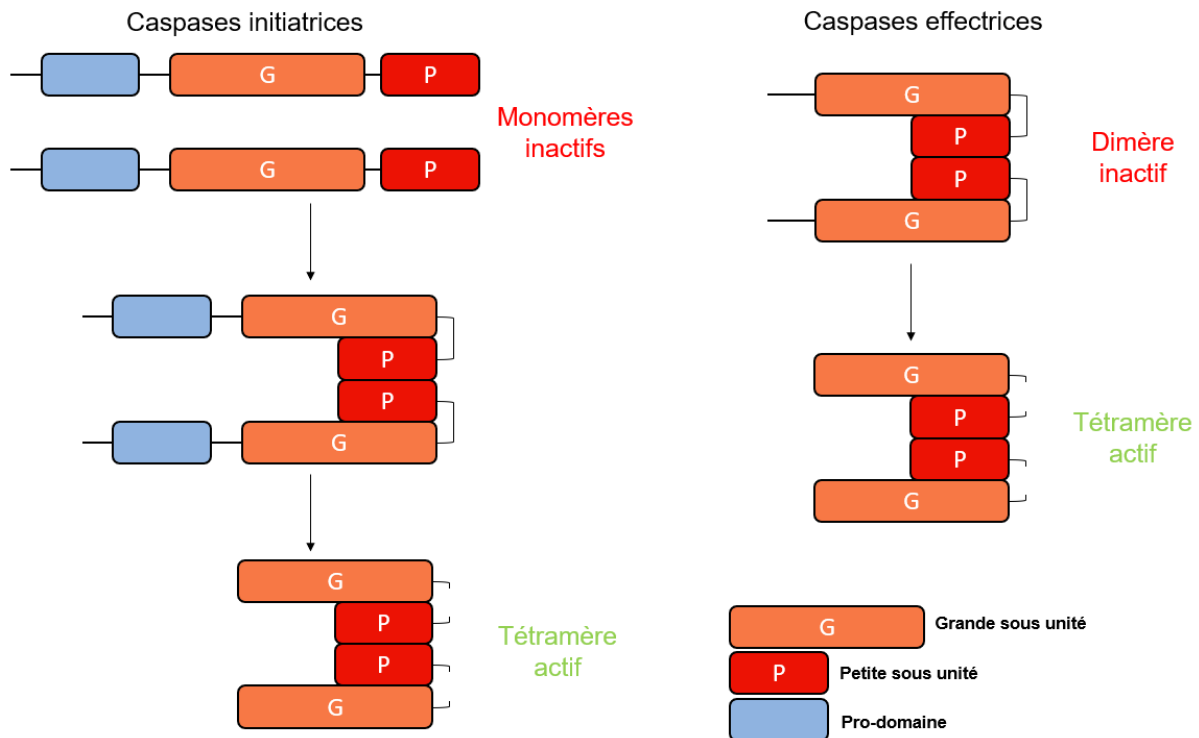 Caspases initiatrices
G
P
Monomères
inactifs
G
P
G
P
P
G
G
P
P
G
Tétramère
actif
Caspases effectrices
G
P
P
G
Dimère
inactif
G
P
P
G
Tétramère
actif
G
Grande sous unité
P
Petite sous unité
Pro-domaine